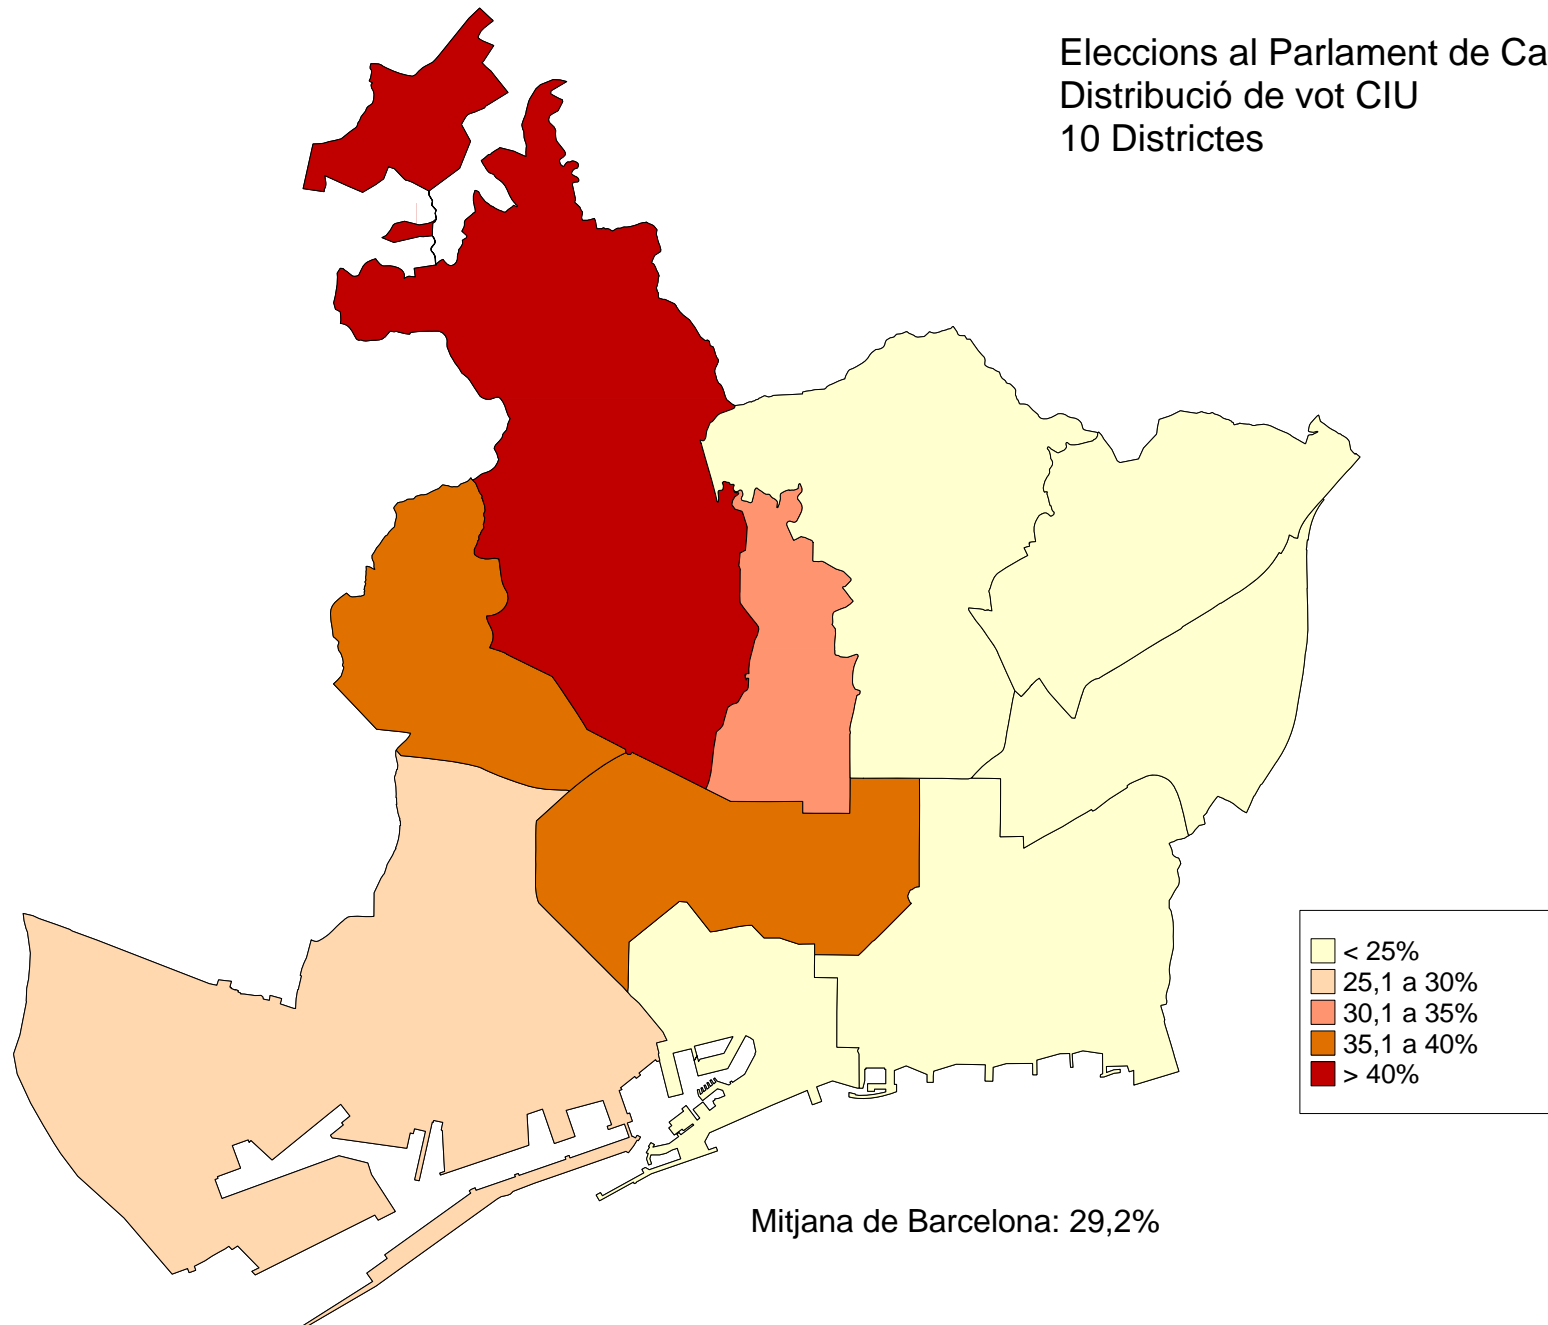 Eleccions al Parlament de Ca
Distribució de vot CIU
10 Districtes
< 25%
25,1 a 30%
30,1 a 35%
35,1 a 40%
> 40%
Mitjana de Barcelona: 29,2%